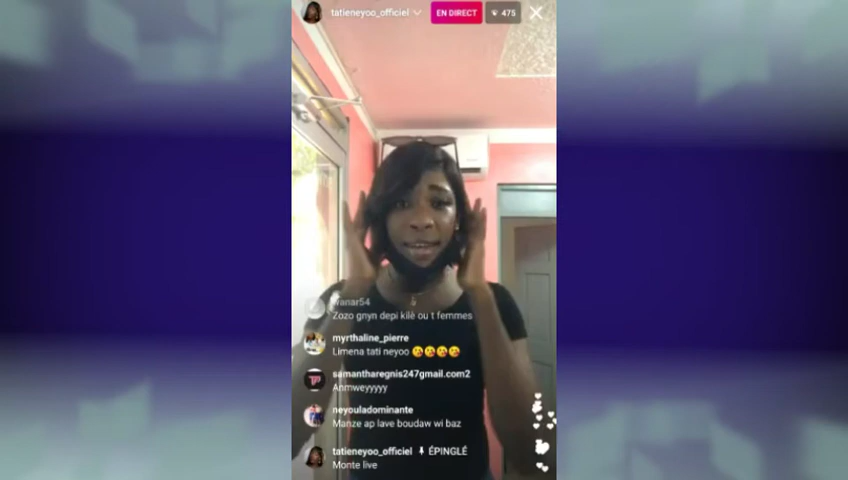 tatieneyoo_officiel
EN DIRECT
475
wanar54
Zozo gnyn depi kilè ou t femmes
myrthaline_pierre
Limena tati neyoo 😘😘😘😘
samantharegnis247gmail.com2
Anmweyyyyy
neyouladominante
Manze ap lave boudaw wi baz
tatieneyoo_officiel ÉPINGLÉ
Monte live